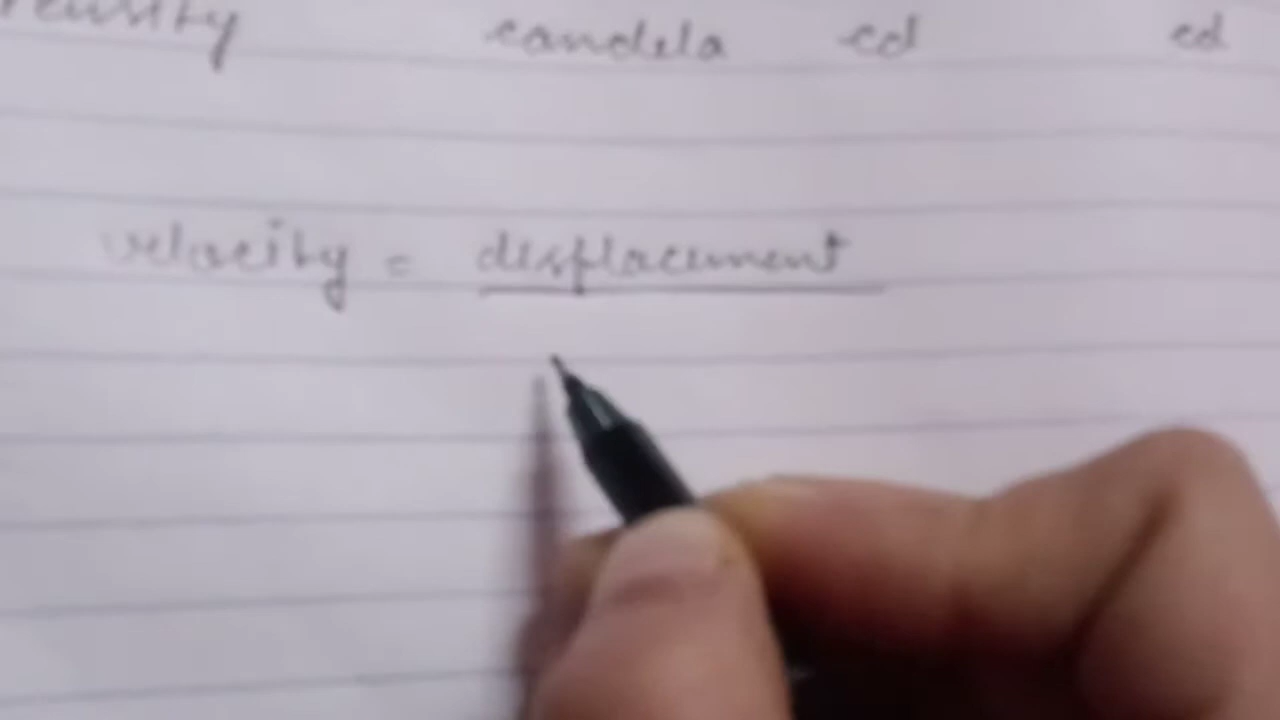 candela cd cd
velocity = displacement